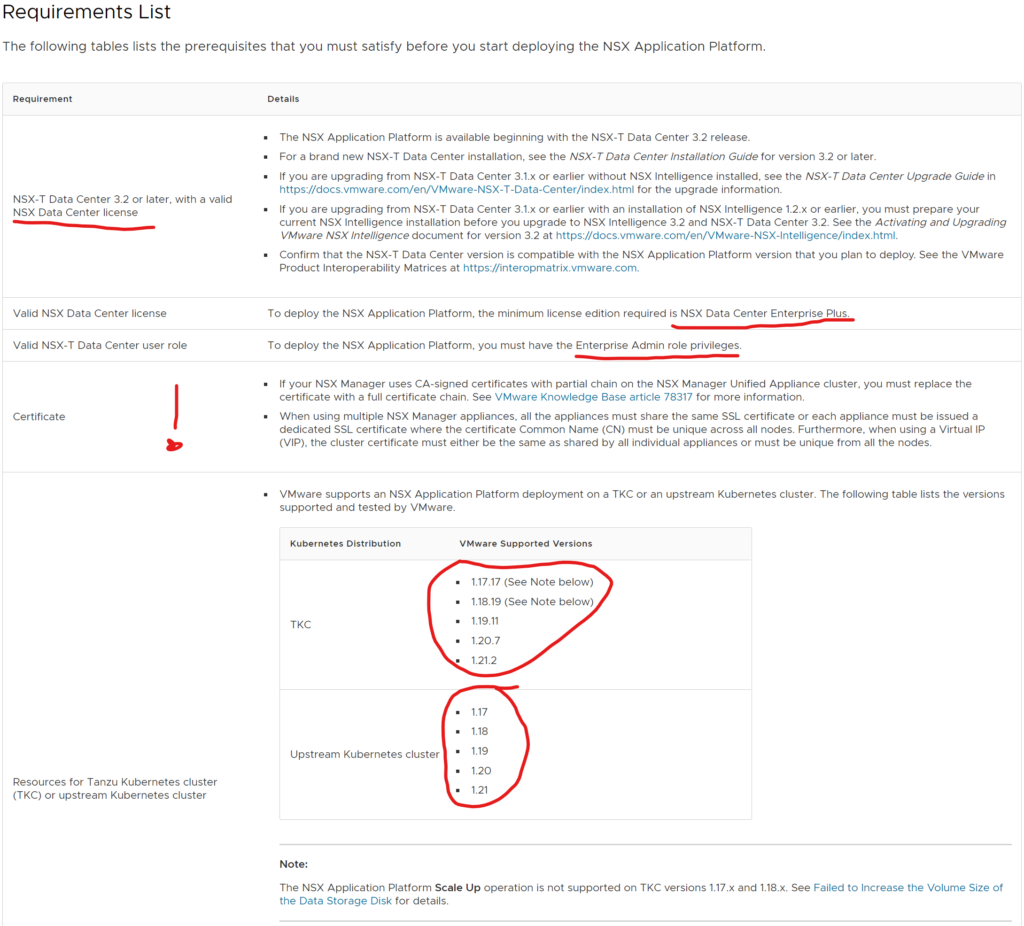 Requirements List
The following tables lists the prerequisites that you must satisfy before you start deploying the NSX Application Platform.
Requirement
Details
NSX-T Data Center 3.2 or later, with a valid
NSX Data Center license
▪ The NSX Application Platform is available beginning with the NSX-T Data Center 3.2 release.
▪ For a brand new NSX-T Data Center installation, see the NSX-T Data Center Installation Guide for version 3.2 or later.
▪ If you are upgrading from NSX-T Data Center 3.1.x or earlier without NSX Intelligence installed, see the NSX-T Data Center Upgrade Guide in
https://docs.vmware.com/en/VMware-NSX-T-Data-Center/index.html for the upgrade information.
▪ If you are upgrading from NSX-T Data Center 3.1.x or earlier with an installation of NSX Intelligence 1.2.x or earlier, you must prepare your
current NSX Intelligence installation before you upgrade to NSX Intelligence 3.2 and NSX-T Data Center 3.2. See the Activating and Upgrading
VMware NSX Intelligence document for version 3.2 at https://docs.vmware.com/en/VMware-NSX-Intelligence/index.html.
▪ Confirm that the NSX-T Data Center version is compatible with the NSX Application Platform version that you plan to deploy. See the VMware
Product Interoperability Matrices at https://interopmatrix.vmware.com.
Valid NSX Data Center license
To deploy the NSX Application Platform, the minimum license edition required is NSX Data Center Enterprise Plus.
Valid NSX-T Data Center user role
To deploy the NSX Application Platform, you must have the Enterprise Admin role privileges.
Certificate
▪ If your NSX Manager uses CA-signed certificates with partial chain on the NSX Manager Unified Appliance cluster, you must replace the
certificate with a full certificate chain. See VMware Knowledge Base article 78317 for more information.
▪ When using multiple NSX Manager appliances, all the appliances must share the same SSL certificate or each appliance must be issued a
dedicated SSL certificate where the certificate Common Name (CN) must be unique across all nodes. Furthermore, when using a Virtual IP
(VIP), the cluster certificate must either be the same as shared by all individual appliances or must be unique from all the nodes.
Resources for Tanzu Kubernetes cluster
(TKC) or upstream Kubernetes cluster
▪ VMware supports an NSX Application Platform deployment on a TKC or an upstream Kubernetes cluster. The following table lists the versions
supported and tested by VMware.
Kubernetes Distribution
VMware Supported Versions
TKC
▪ 1.17.17 (See Note below)
▪ 1.18.19 (See Note below)
▪ 1.19.11
▪ 1.20.7
▪ 1.21.2
Upstream Kubernetes cluster
▪ 1.17
▪ 1.18
▪ 1.19
▪ 1.20
▪ 1.21
Note:
The NSX Application Platform Scale Up operation is not supported on TKC versions 1.17.x and 1.18.x. See Failed to Increase the Volume Size of
the Data Storage Disk for details.